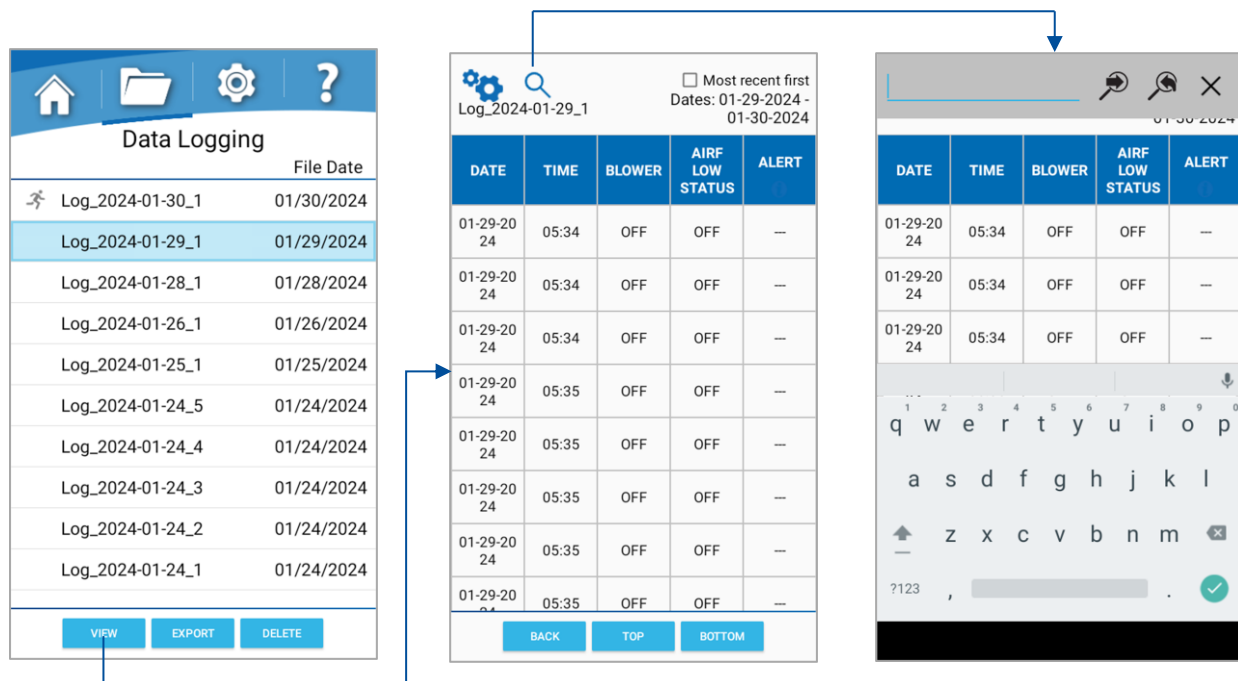 ?
Data Logging
File Date
Log_2024-01-30_1 01/30/2024
Log_2024-01-29_1 01/29/2024
Log_2024-01-28_1 01/28/2024
Log_2024-01-26_1 01/26/2024
Log_2024-01-25_1 01/25/2024
Log_2024-01-24_5 01/24/2024
Log_2024-01-24_4 01/24/2024
Log_2024-01-24_3 01/24/2024
Log_2024-01-24_2 01/24/2024
Log_2024-01-24_1 01/24/2024
VIEW EXPORT DELETE
Most recent first
Log_2024-01-29_1 Dates: 01-29-2024 -
01-30-2024
DATE TIME BLOWER AIRF
LOW
STATUS ALERT
01-29-20
24 05:34 OFF OFF ---
01-29-20
24 05:34 OFF OFF ---
01-29-20
24 05:34 OFF OFF ---
01-29-20
24 05:35 OFF OFF ---
01-29-20
24 05:35 OFF OFF ---
01-29-20
24 05:35 OFF OFF ---
01-29-20
24 05:35 OFF OFF ---
01-29-20
24 05:35 OFF OFF ---
BACK TOP BOTTOM
01-30-2024
DATE TIME BLOWER AIRF
LOW
STATUS ALERT
01-29-20
24 05:34 OFF OFF ---
01-29-20
24 05:34 OFF OFF ---
01-29-20
24 05:34 OFF OFF ---
1 2 3 4 5 6 7 8 9 0
q w e r t y u i o p
a s d f g h j k l
z x c v b n m
?123 , .